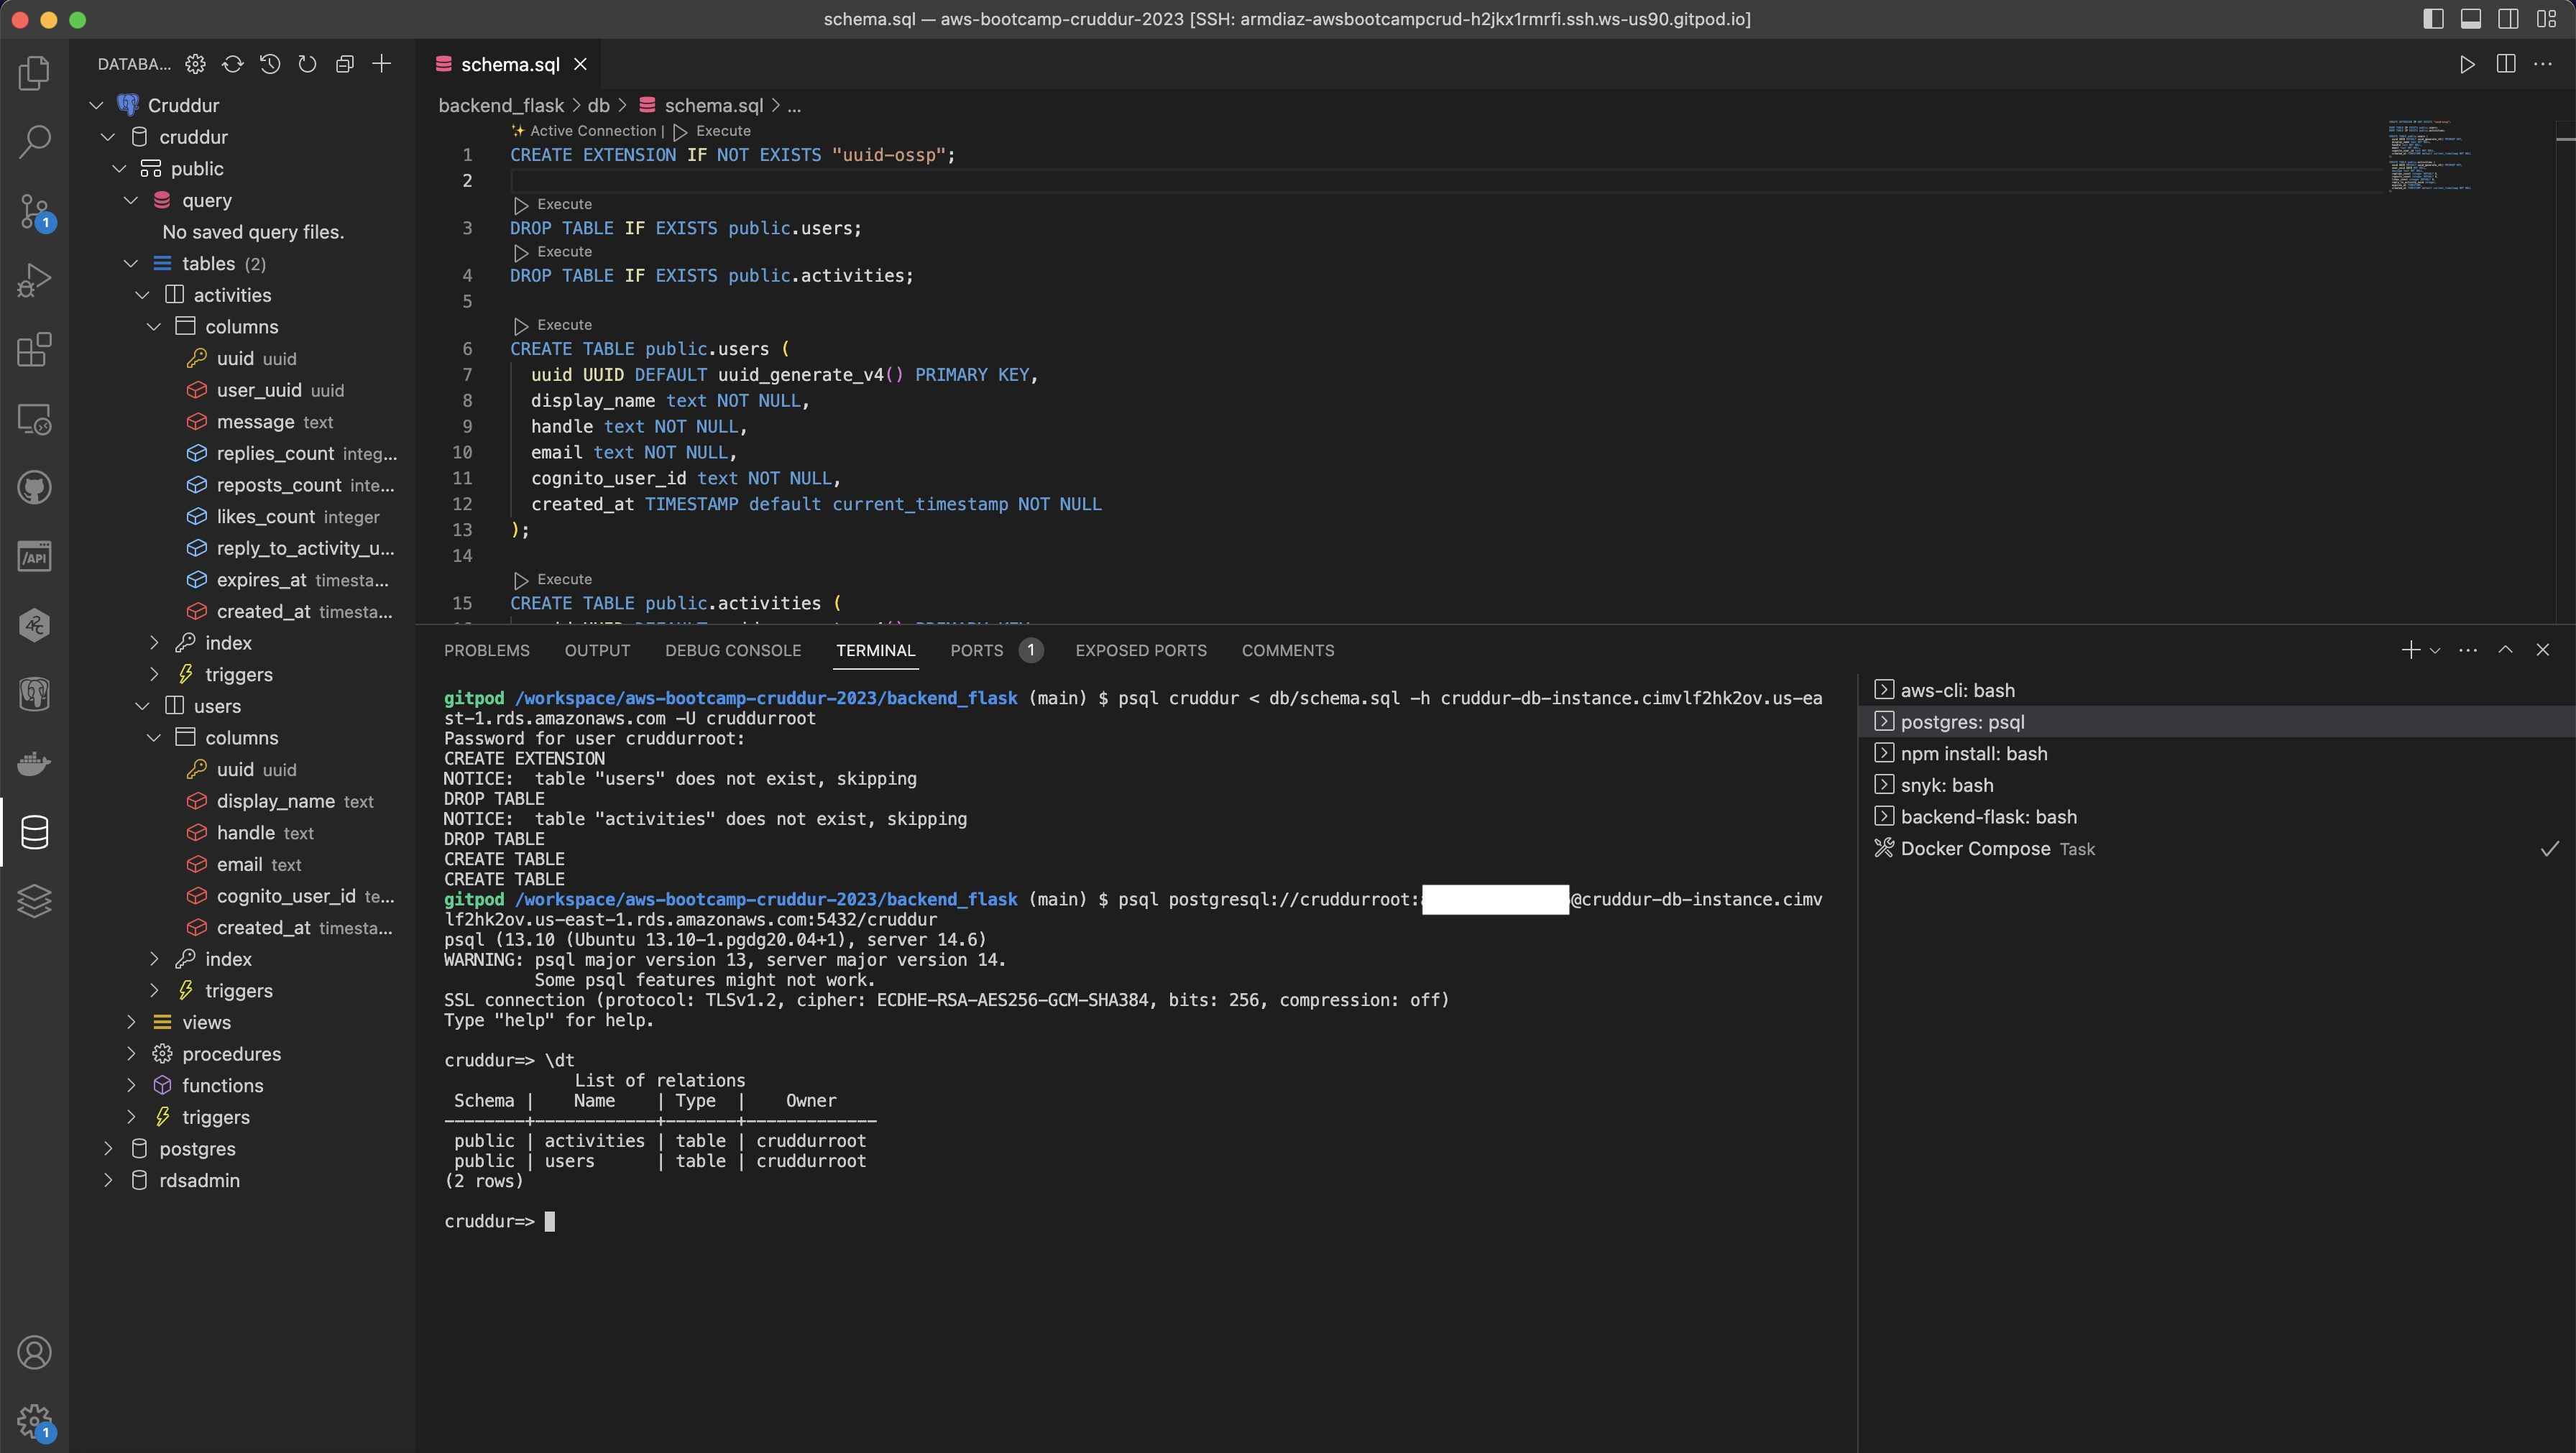 schema.sql — aws-bootcamp-cruddur-2023 [SSH: armdiaz-awsbootcampcrud-h2jkx1rmrfi.ssh.ws-us90.gitpod.io]
DATABA...
Cruddur
cruddur
public
query
No saved query files.
tables (2)
activities
columns
uuid uuid
user_uuid uuid
message text
replies_count integ...
reposts_count inte...
likes_count integer
reply_to_activity_u...
expires_at timesta...
created_at timesta...
index
triggers
users
columns
uuid uuid
display_name text
handle text
email text
cognito_user_id te...
created_at timesta...
index
triggers
views
procedures
functions
triggers
postgres
rdsadmin
1
/API
42C
1
schema.sql
backend_flask > db > schema.sql > ...
Active Connection | Execute
1 CREATE EXTENSION IF NOT EXISTS "uuid-ossp";
2
Execute
3 DROP TABLE IF EXISTS public.users;
Execute
4 DROP TABLE IF EXISTS public.activities;
5
Execute
6 CREATE TABLE public.users (
7 uuid UUID DEFAULT uuid_generate_v4() PRIMARY KEY,
8 display_name text NOT NULL,
9 handle text NOT NULL,
10 email text NOT NULL,
11 cognito_user_id text NOT NULL,
12 created_at TIMESTAMP default current_timestamp NOT NULL
13 );
14
Execute
15 CREATE TABLE public.activities (
PROBLEMS OUTPUT DEBUG CONSOLE TERMINAL PORTS 1 EXPOSED PORTS COMMENTS
gitpod /workspace/aws-bootcamp-cruddur-2023/backend_flask (main) $ psql cruddur < db/schema.sql -h cruddur-db-instance.cimvlf2hk2ov.us-ea
st-1.rds.amazonaws.com -U cruddurroot
Password for user cruddurroot:
CREATE EXTENSION
NOTICE:  table "users" does not exist, skipping
DROP TABLE
NOTICE:  table "activities" does not exist, skipping
DROP TABLE
CREATE TABLE
CREATE TABLE
gitpod /workspace/aws-bootcamp-cruddur-2023/backend_flask (main) $ psql postgresql://cruddurroot: @cruddur-db-instance.cimv
lf2hk2ov.us-east-1.rds.amazonaws.com:5432/cruddur
psql (13.10 (Ubuntu 13.10-1.pgdg20.04+1), server 14.6)
WARNING: psql major version 13, server major version 14.
Some psql features might not work.
SSL connection (protocol: TLSv1.2, cipher: ECDHE-RSA-AES256-GCM-SHA384, bits: 256, compression: off)
Type "help" for help.
cruddur=> \dt
List of relations
Schema | Name | Type | Owner
--------+------------+-------+-------------
public | activities | table | cruddurroot
public | users | table | cruddurroot
(2 rows)
cruddur=>
aws-cli: bash
postgres: psql
npm install: bash
snyk: bash
backend-flask: bash
Docker Compose Task